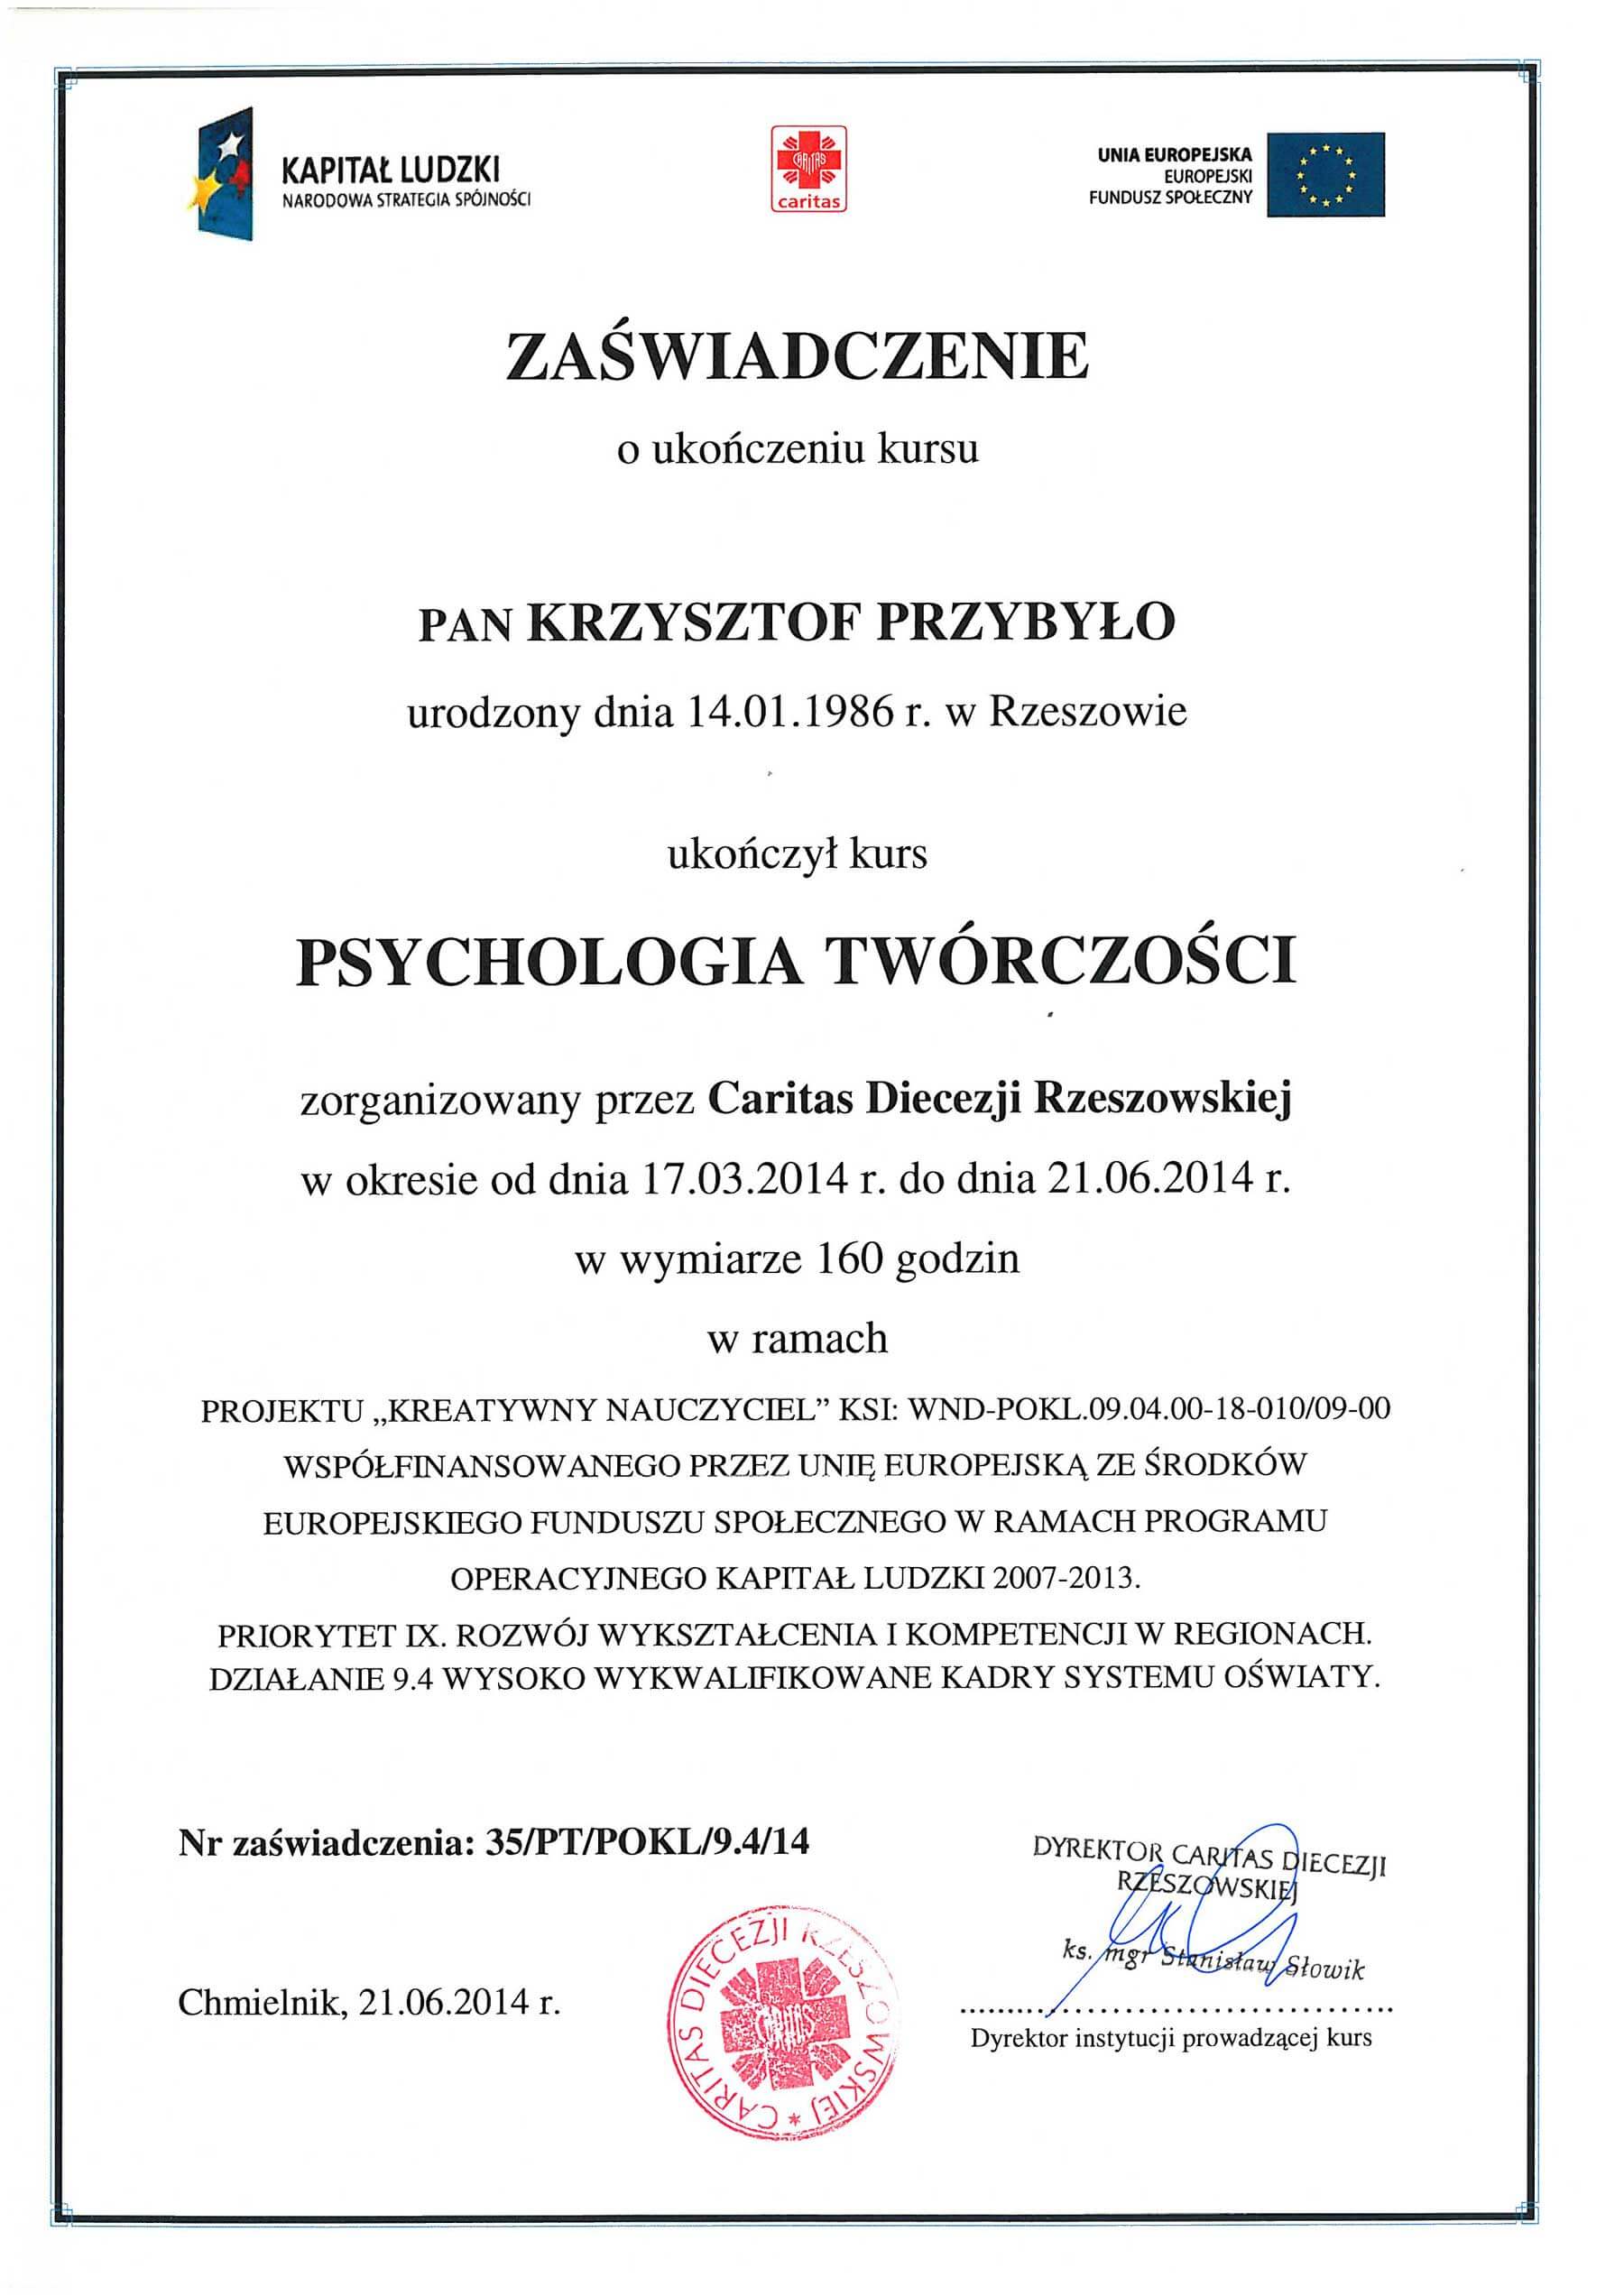 KAPITAŁ LUDZKI
NARODOWA STRATEGIA SPÓJNOŚCI
CARITAS
caritas
UNIA EUROPEJSKA
EUROPEJSKI
FUNDUSZ SPOŁECZNY
ZAŚWIADCZENIE
o ukończeniu kursu
PAN KRZYSZTOF PRZYBYŁO
urodzony dnia 14.01.1986 r. w Rzeszowie
ukończył kurs
PSYCHOLOGIA TWÓRCZOŚCI
zorganizowany przez Caritas Diecezji Rzeszowskiej
w okresie od dnia 17.03.2014 r. do dnia 21.06.2014 r.
w wymiarze 160 godzin
w ramach
PROJEKTU „KREATYWNY NAUCZYCIEL” KSI: WND-POKL.09.04.00-18-010/09-00
WSPÓŁFINANSOWANEGO PRZEZ UNIĘ EUROPEJSKĄ ZE ŚRODKÓW
EUROPEJSKIEGO FUNDUSZU SPOŁECZNEGO W RAMACH PROGRAMU
OPERACYJNEGO KAPITAŁ LUDZKI 2007-2013.
PRIORYTET IX. ROZWÓJ WYKSZTAŁCENIA I KOMPETENCJI W REGIONACH.
DZIAŁANIE 9.4 WYSOKO WYKWALIFIKOWANE KADRY SYSTEMU OŚWIATY.
Nr zaświadczenia: 35/PT/POKL/9.4/14
DYREKTOR CARITAS DIECEZJI
RZESZOWSKIEJ
ks. mgr Stanisław Słowik
Chmielnik, 21.06.2014 r.
CARITAS DIECEZJI RZESZOWSKIEJ *
CARITAS
Dyrektor instytucji prowadzącej kurs